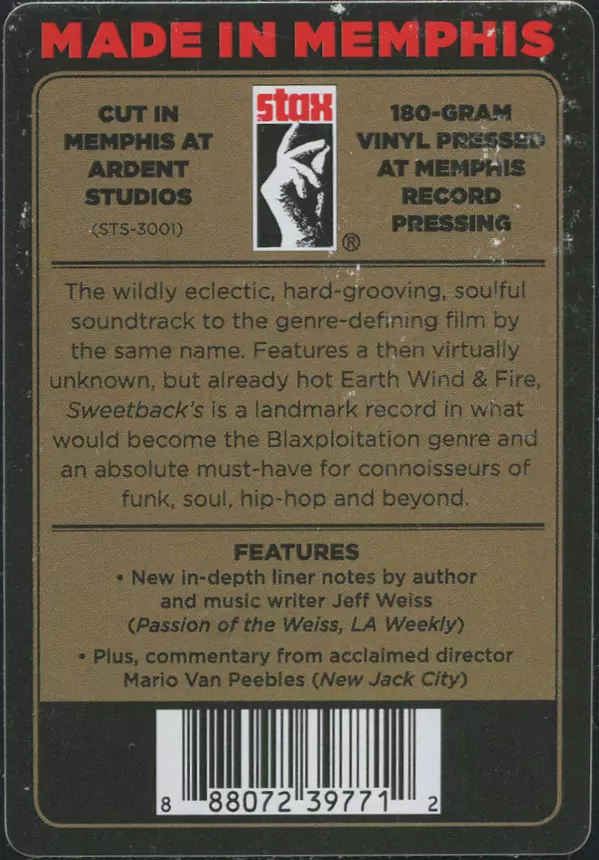 MADE IN MEMPHIS
CUT IN
MEMPHIS AT
ARDENT
STUDIOS
(STS-3001)
stax
®
180-GRAM
VINYL PRESSED
AT MEMPHIS
RECORD
PRESSING
The wildly eclectic, hard-grooving, soulful
soundtrack to the genre-defining film by
the same name. Features a then virtually
unknown, but already hot Earth Wind & Fire,
Sweetback's is a landmark record in what
would become the Blaxploitation genre and
an absolute must-have for connoisseurs of
funk, soul, hip-hop and beyond.
FEATURES
• New in-depth liner notes by author
and music writer Jeff Weiss
(Passion of the Weiss, LA Weekly)
• Plus, commentary from acclaimed director
Mario Van Peebles (New Jack City)
8 88072 39771 2